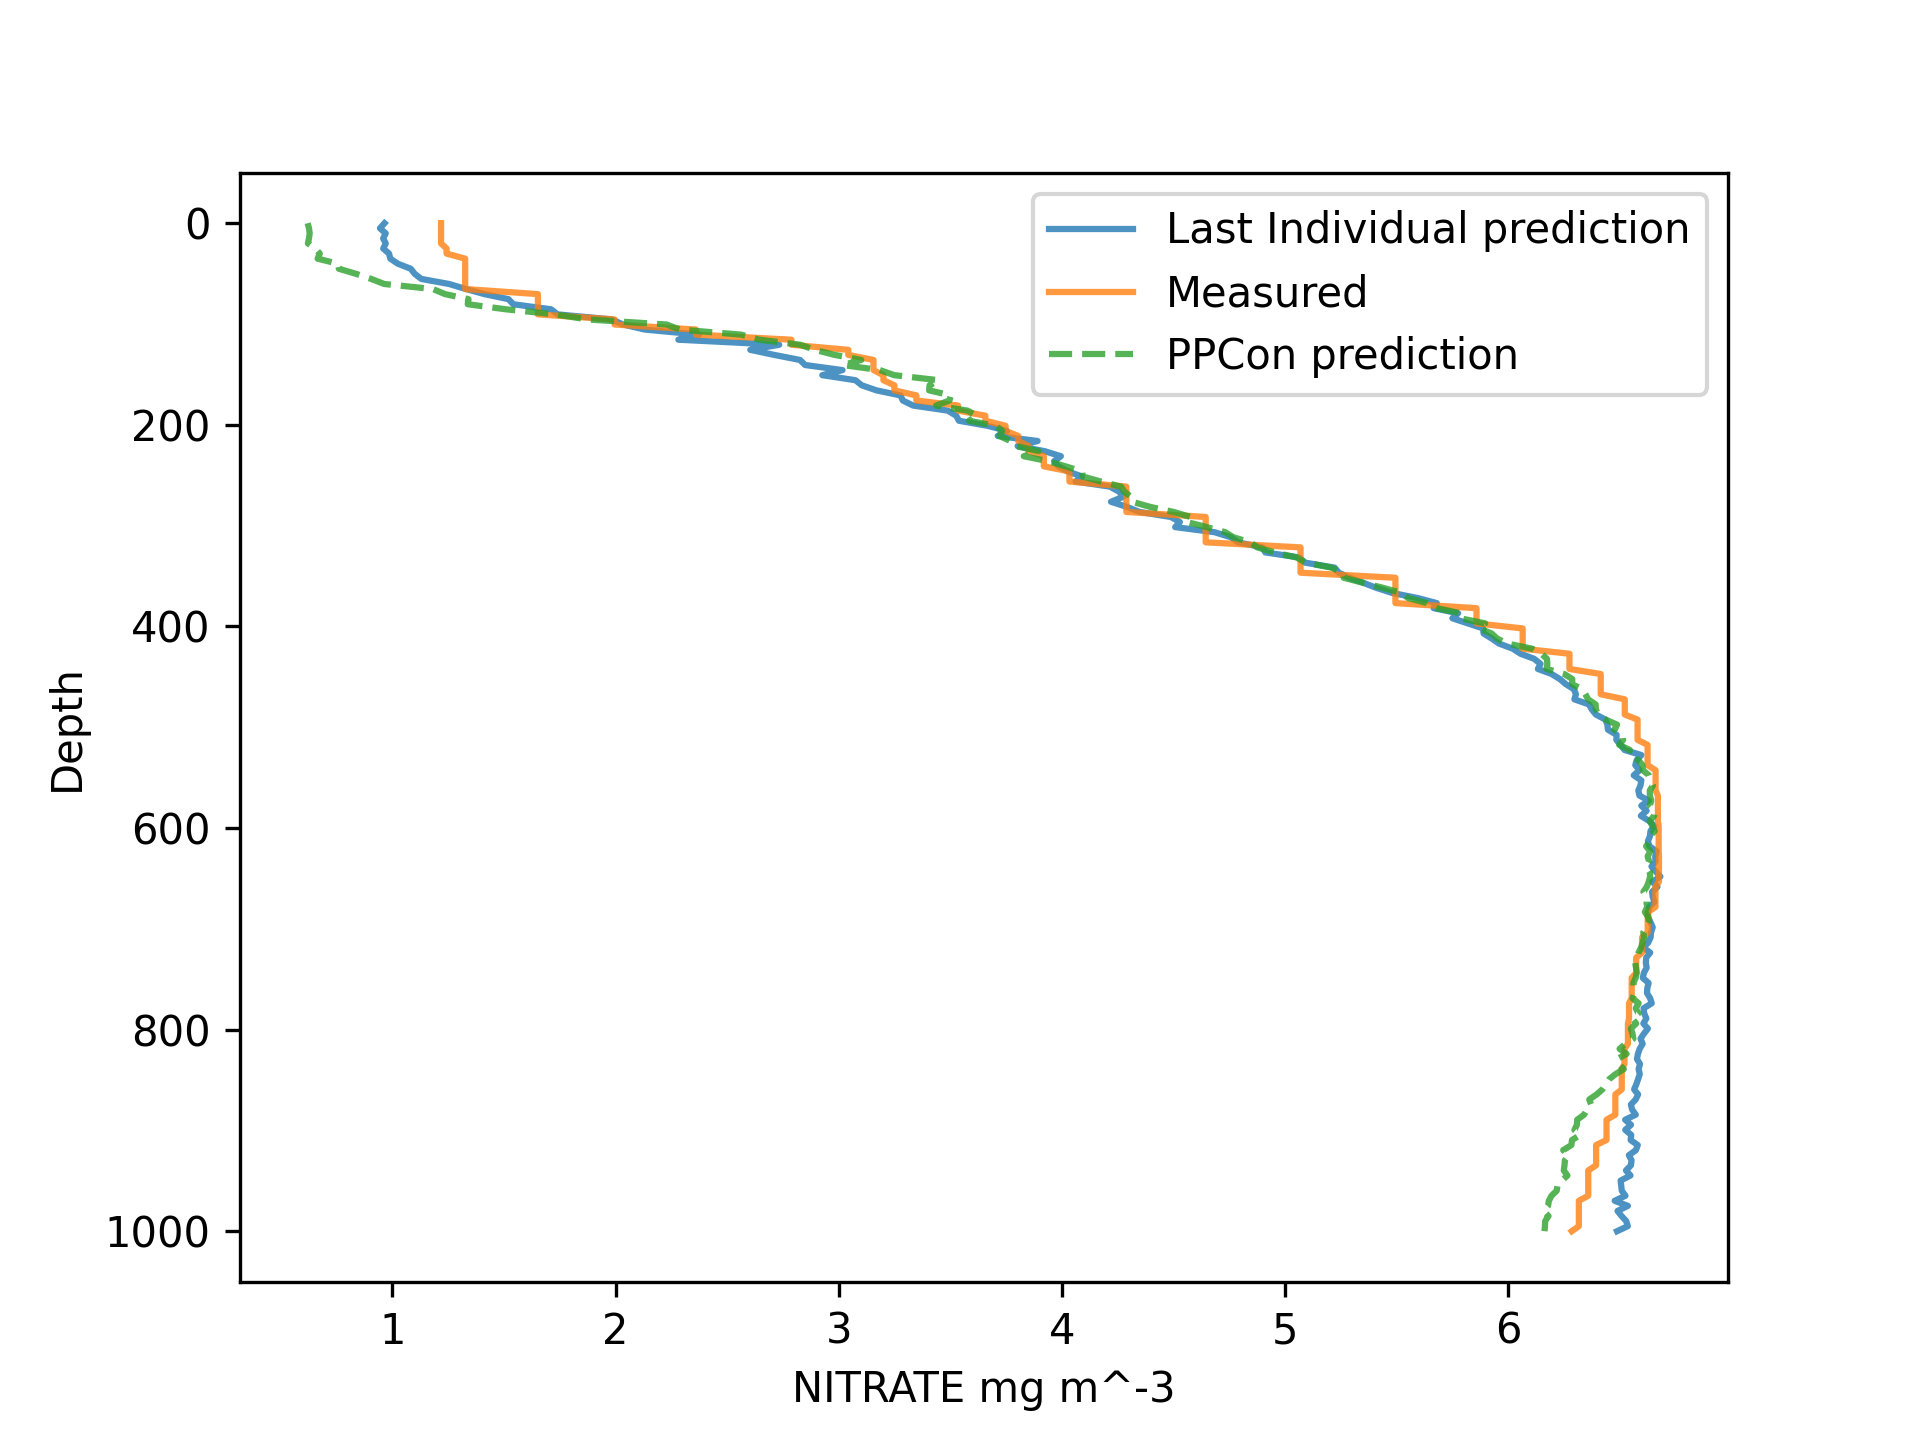 Last Individual prediction
Measured
PPCon prediction
0
200
400
600
800
1000
Depth
1 2 3 4 5 6
NITRATE mg m^-3